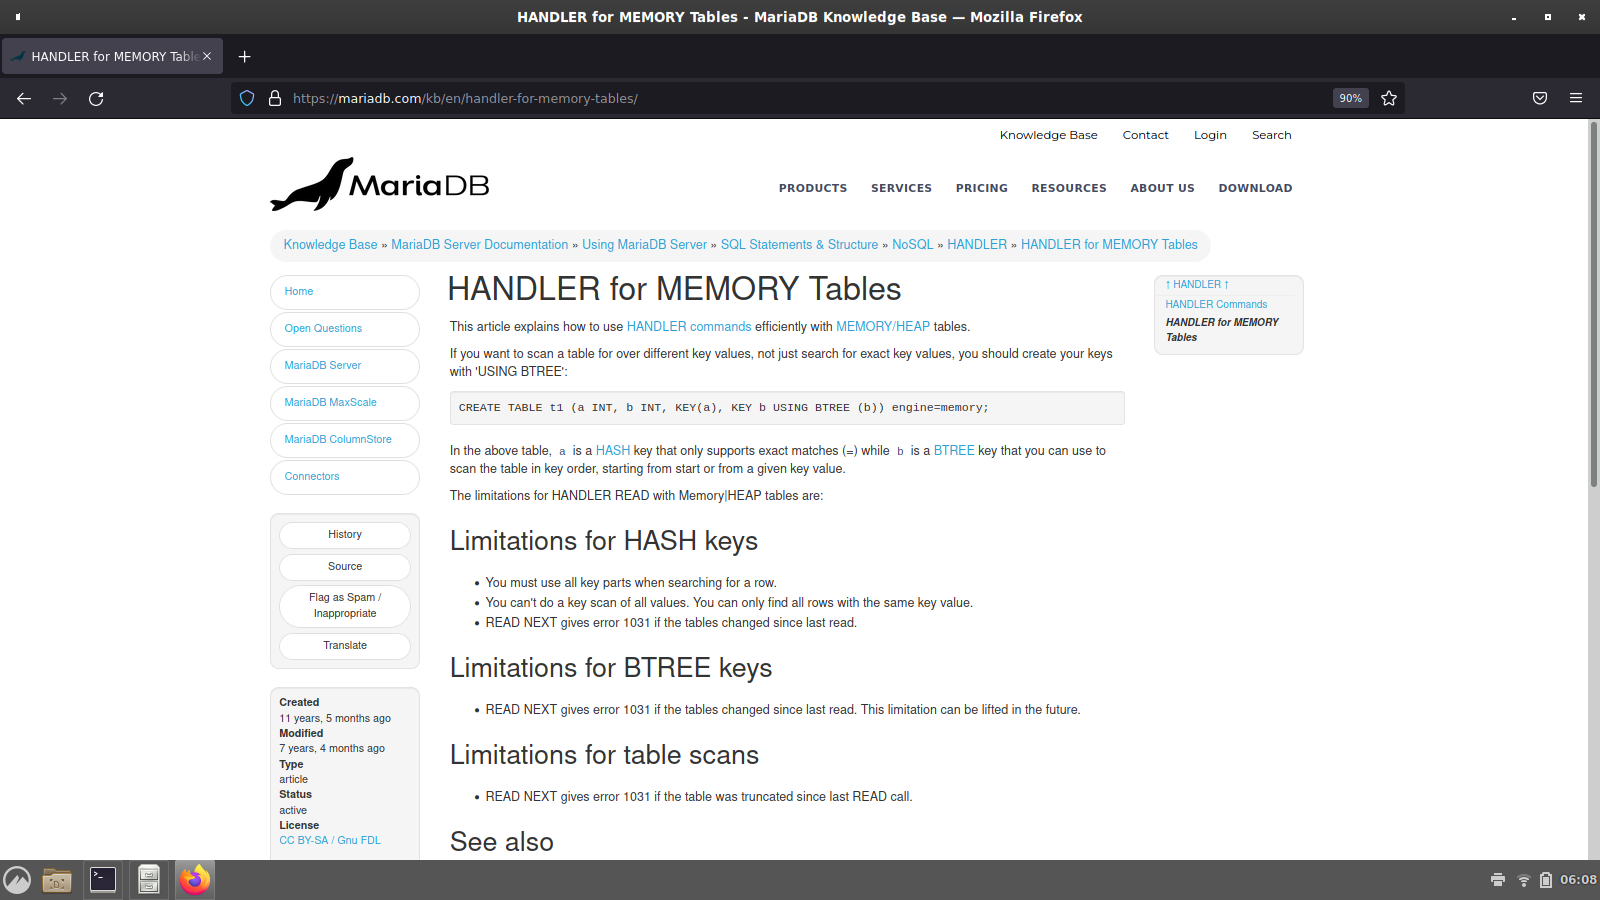 HANDLER for MEMORY Tables - MariaDB Knowledge Base — Mozilla Firefox
HANDLER for MEMORY Table
https://mariadb.com/kb/en/handler-for-memory-tables/
90%
Knowledge Base Contact Login Search
MariaDB
PRODUCTS SERVICES PRICING RESOURCES ABOUT US DOWNLOAD
Knowledge Base » MariaDB Server Documentation » Using MariaDB Server » SQL Statements & Structure » NoSQL » HANDLER » HANDLER for MEMORY Tables
Home
Open Questions
MariaDB Server
MariaDB MaxScale
MariaDB ColumnStore
Connectors
History
Source
Flag as Spam /
Inappropriate
Translate
Created
11 years, 5 months ago
Modified
7 years, 4 months ago
Type
article
Status
active
License
CC BY-SA / Gnu FDL
HANDLER for MEMORY Tables
This article explains how to use HANDLER commands efficiently with MEMORY/HEAP tables.
If you want to scan a table for over different key values, not just search for exact key values, you should create your keys
with 'USING BTREE':
CREATE TABLE t1 (a INT, b INT, KEY(a), KEY b USING BTREE (b)) engine=memory;
In the above table, a is a HASH key that only supports exact matches (=) while b is a BTREE key that you can use to
scan the table in key order, starting from start or from a given key value.
The limitations for HANDLER READ with Memory|HEAP tables are:
Limitations for HASH keys
• You must use all key parts when searching for a row.
• You can't do a key scan of all values. You can only find all rows with the same key value.
• READ NEXT gives error 1031 if the tables changed since last read.
Limitations for BTREE keys
• READ NEXT gives error 1031 if the tables changed since last read. This limitation can be lifted in the future.
Limitations for table scans
• READ NEXT gives error 1031 if the table was truncated since last READ call.
See also
↑ HANDLER ↑
HANDLER Commands
HANDLER for MEMORY
Tables
06:08